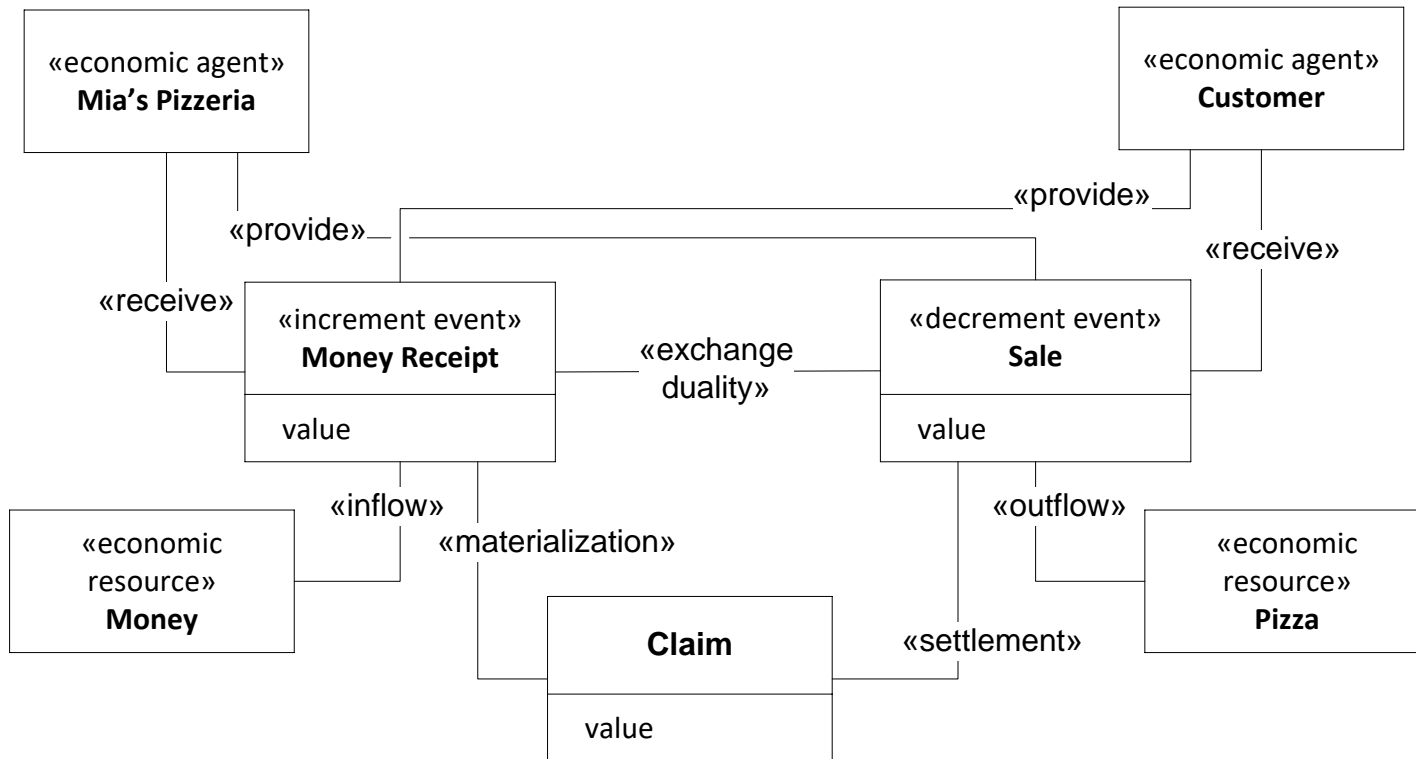 «economic agent»
Mia’s Pizzeria
«economic agent»
Customer
«provide»
«provide»
«receive»
«receive»
«increment event»
Money Receipt
value
«exchange
duality»
«decrement event»
Sale
value
«inflow»
«outflow»
«materialization»
«economic
resource»
Money
«economic
resource»
Pizza
Claim
value
«settlement»